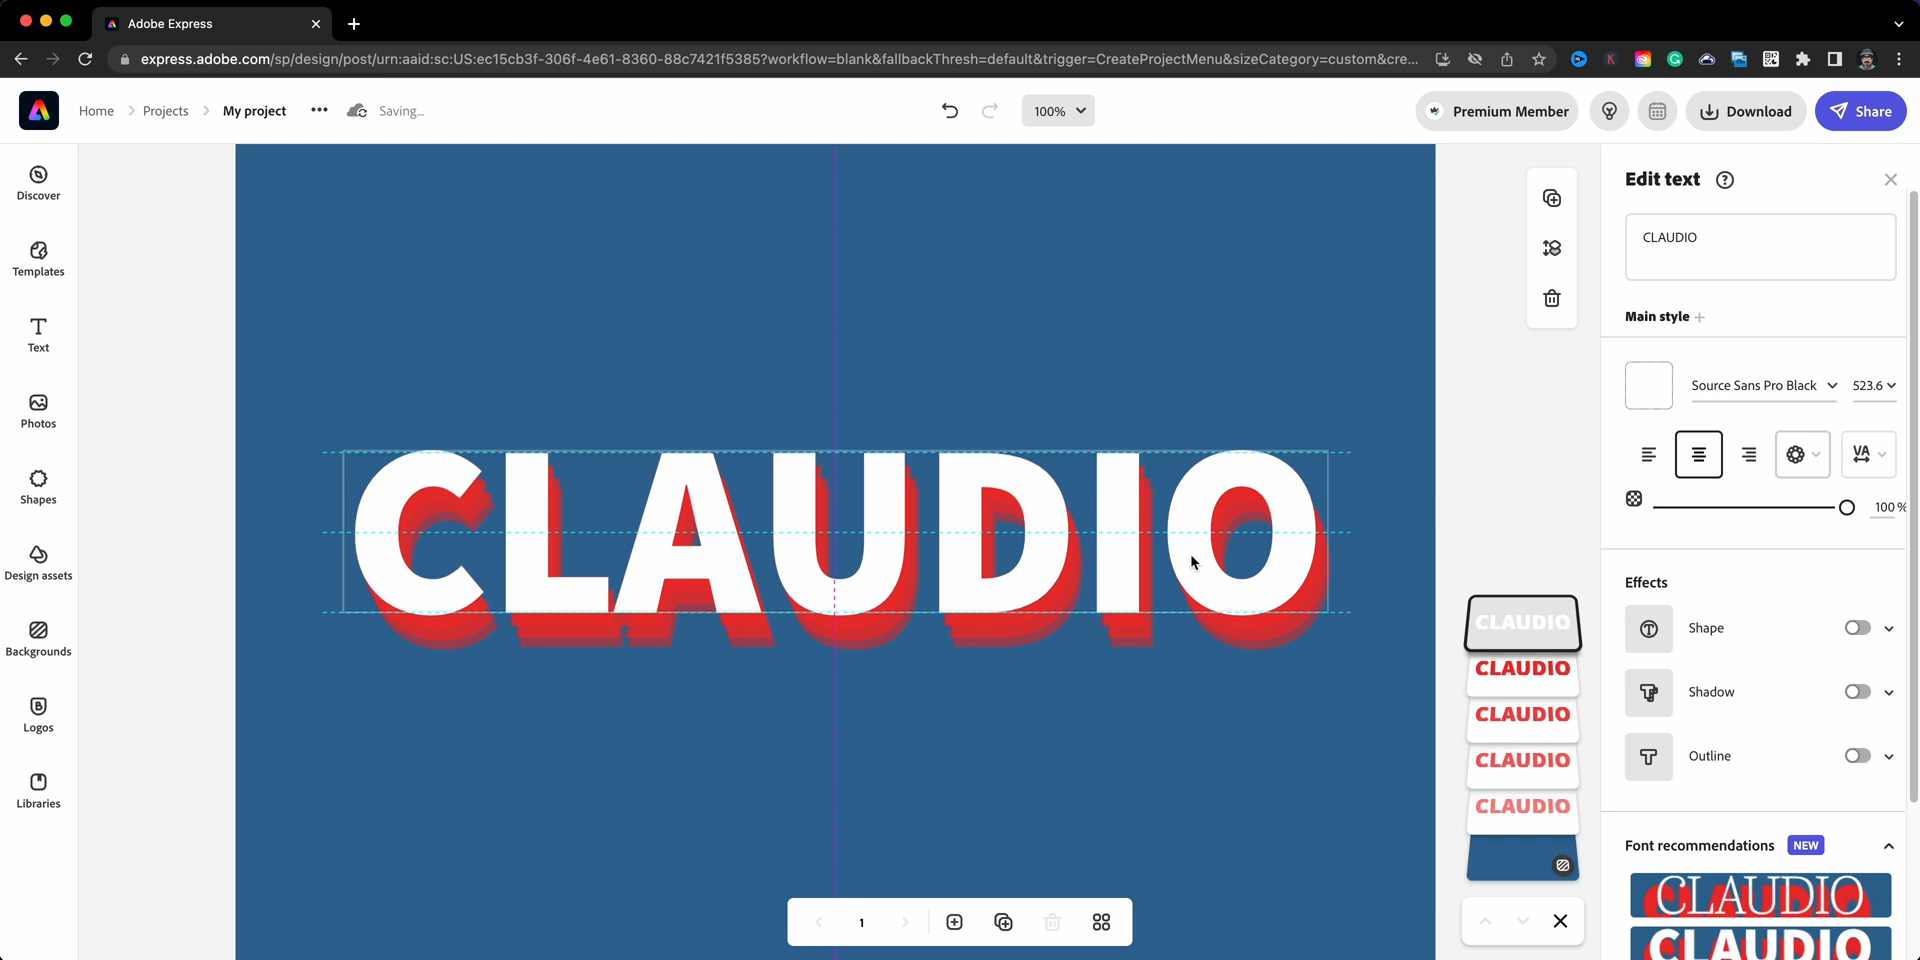 Adobe Express
express.adobe.com/sp/design/post/urn:aaid:sc:US:ec15cb3f-306f-4e61-8360-88c7421f5385?workflow=blank&fallbackThresh=default&trigger=CreateProjectMenu&sizeCategory=custom&cre...
Home
Projects
My project
Saving...
100%
Premium Member
Download
Share
Discover
Templates
Text
Photos
Shapes
Design assets
Backgrounds
Logos
Libraries
CLAUDIO
1
CLAUDIO
CLAUDIO
CLAUDIO
CLAUDIO
CLAUDIO
Edit text
CLAUDIO
Main style
Source Sans Pro Black
523.6
VA
100 %
Effects
Shape
Shadow
Outline
Font recommendations
NEW
CLAUDIO
CLAUDIO